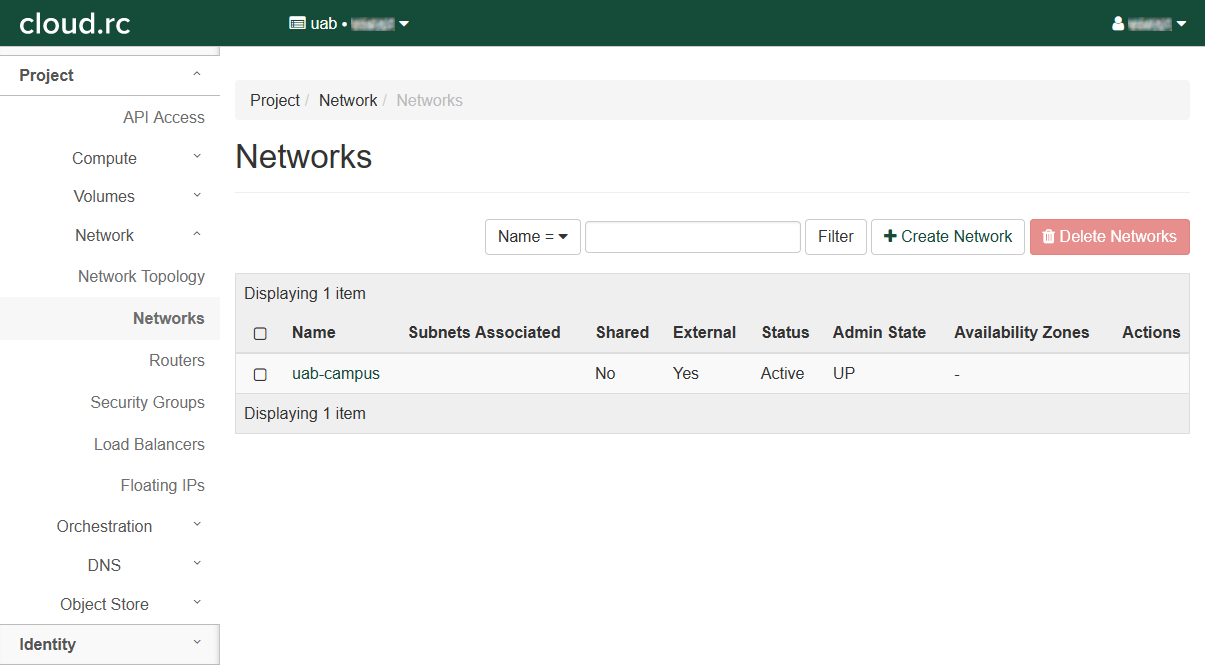 cloud.rc
uab •
Project
API Access
Compute
Volumes
Network
Network Topology
Networks
Routers
Security Groups
Load Balancers
Floating IPs
Orchestration
DNS
Object Store
Identity
Project / Network / Networks
Networks
Name = Filter Create Network Delete Networks
Displaying 1 item
Name Subnets Associated Shared External Status Admin State Availability Zones Actions
uab-campus No Yes Active UP -
Displaying 1 item